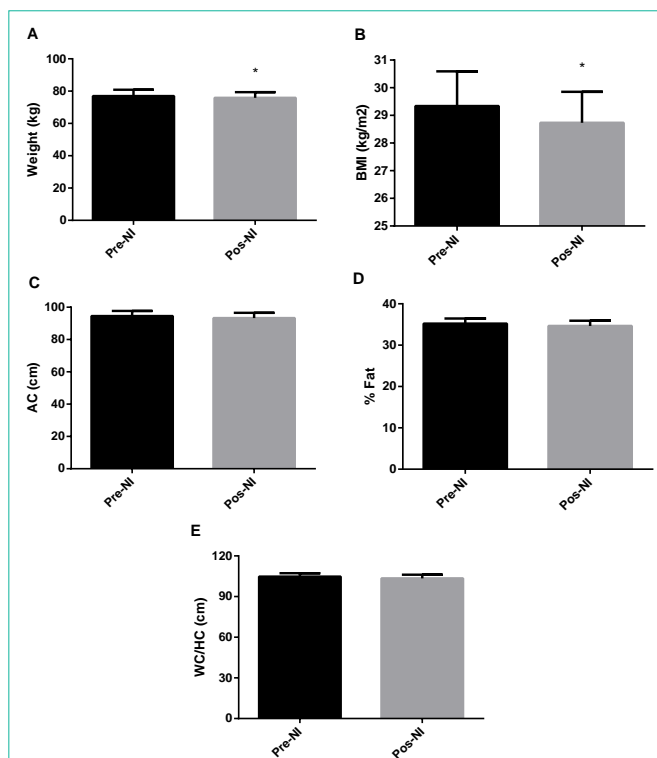 A
Weight (kg)
100
80
60
40
20
0
*
Pre-NI
Pos-NI
B
BMI (kg/m2)
31
30
29
28
27
26
25
*
Pre-NI
Pos-NI
C
AC (cm)
100
80
60
40
20
0
Pre-NI
Pos-NI
D
% Fat
40
30
20
10
0
Pre-NI
Pos-NI
E
WC/HC (cm)
120
90
60
30
0
Pre-NI
Pos-NI